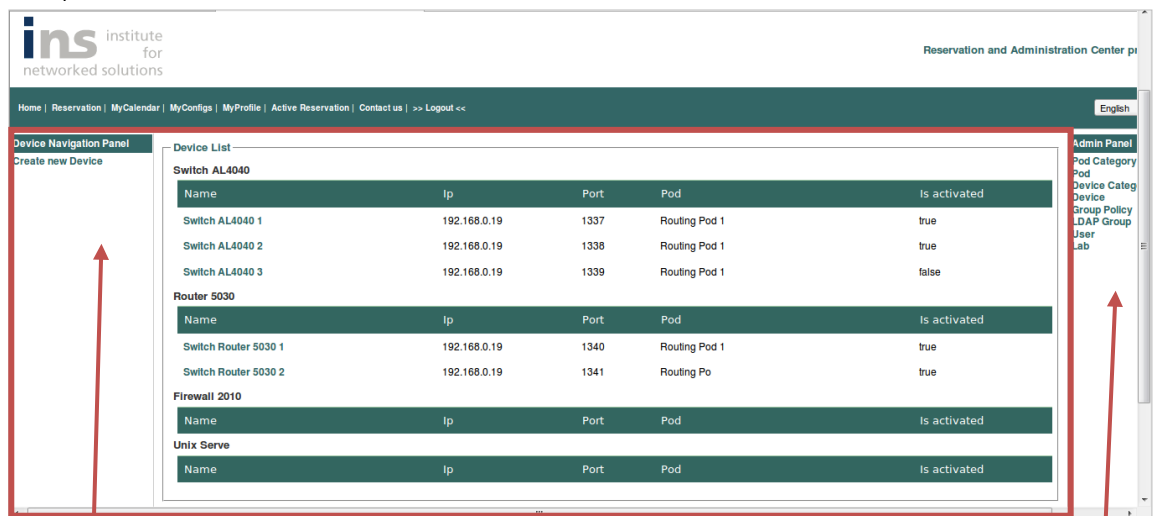 ins institute
for
networked solutions
Reservation and Administration Center pr
Home | Reservation | MyCalendar | MyConfigs | MyProfile | Active Reservation | Contact us | >> Logout <<
English
Device Navigation Panel
Create new Device
Device List
Switch AL4040
Name Ip Port Pod Is activated
Switch AL4040 1 192.168.0.19 1337 Routing Pod 1 true
Switch AL4040 2 192.168.0.19 1338 Routing Pod 1 true
Switch AL4040 3 192.168.0.19 1339 Routing Pod 1 false
Router 5030
Name Ip Port Pod Is activated
Switch Router 5030 1 192.168.0.19 1340 Routing Pod 1 true
Switch Router 5030 2 192.168.0.19 1341 Routing Po true
Firewall 2010
Name Ip Port Pod Is activated
Unix Serve
Name Ip Port Pod Is activated
Admin Panel
Pod Category
Pod
Device Categ
Device
Group Policy
LDAP Group
User
Lab